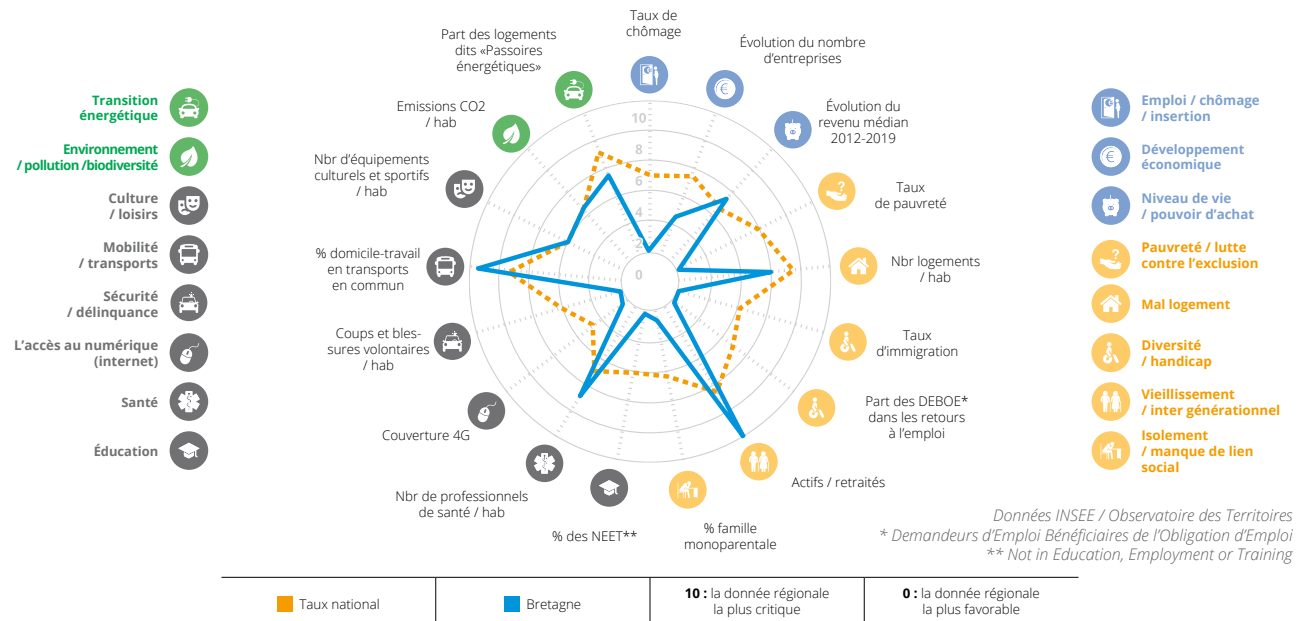 Taux de
chômage
Évolution du nombre
d'entreprises
Évolution du
revenu médian
2012-2019
Taux
de pauvreté
Nbr logements
/ hab
Taux
d'immigration
Part des DEBOE*
dans les retours
à l'emploi
Actifs / retraités
% famille
monoparentale
% des NEET**
Nbr de professionnels
de santé / hab
Couverture 4G
Coups et bles-
sures volontaires
/ hab
% domicile-travail
en transports
en commun
Nbr d'équipements
culturels et sportifs
/ hab
Emissions CO2
/ hab
Part des logements
dits «Passoires
énergétiques»
10
8
6
4
2
0
Transition
énergétique
Environnement
/ pollution /biodiversité
Culture
/ loisirs
Mobilité
/ transports
Sécurité
/ délinquance
L'accès au numérique
(internet)
Santé
Éducation
Emploi / chômage
/ insertion
Développement
économique
Niveau de vie
/ pouvoir d'achat
Pauvreté / lutte
contre l'exclusion
Mal logement
Diversité
/ handicap
Vieillissement
/ inter générationnel
Isolement
/ manque de lien
social
Données INSEE / Observatoire des Territoires
* Demandeurs d'Emploi Bénéficiaires de l'Obligation d'Emploi
** Not in Education, Employment or Training
Taux national
Bretagne
10 : la donnée régionale
la plus critique
0 : la donnée régionale
la plus favorable